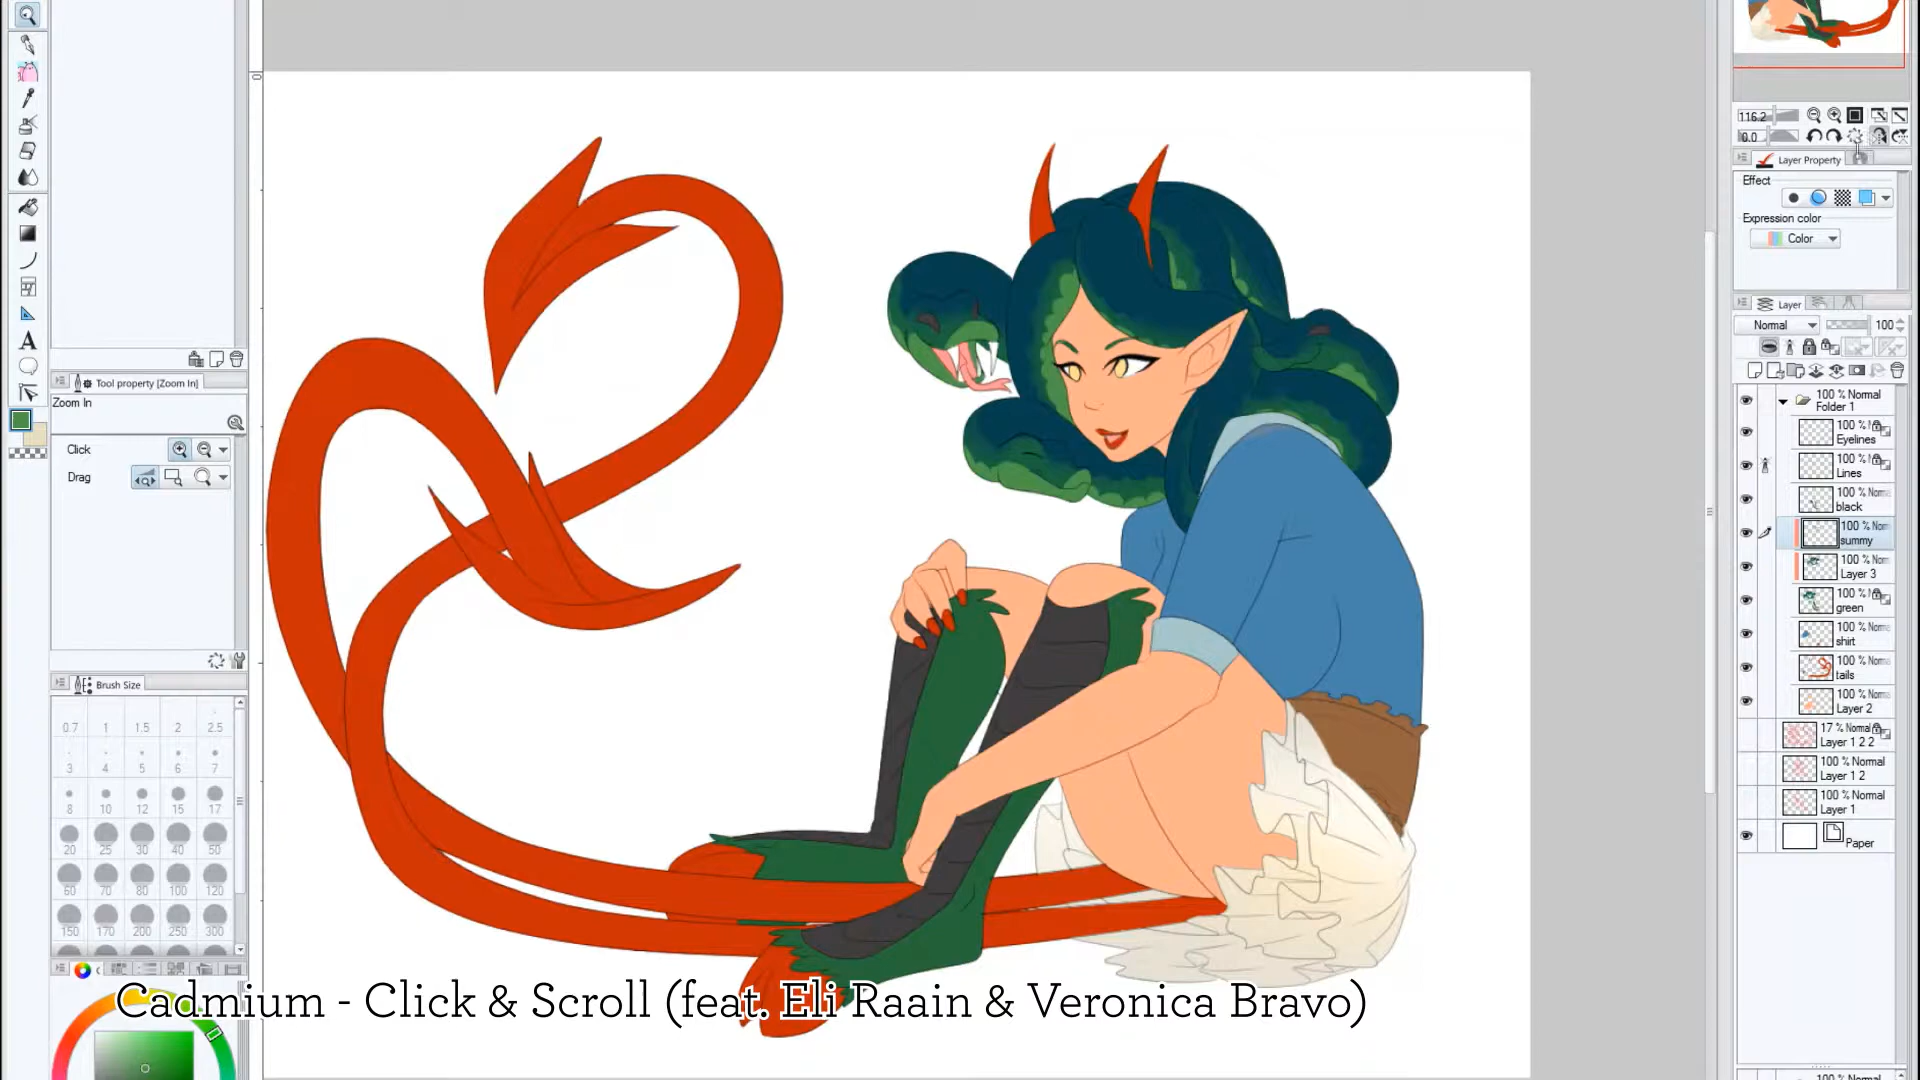 116.2
0.0
Layer Property
Effect
Expression color
Color
Layer
Normal
100
100 % Normal
Folder 1
Eyelines
100 %
Lines
100 % Norm
black
summy
Layer 3
green
shirt
tails
Layer 2
17 % Normal
Layer 1 2 2
100 % Normal
Layer 1 2
100 % Normal
Layer 1
Paper
0
A
Tool property [Zoom In]
Zoom In
Click
Drag
Brush Size
0.7 1 1.5 2 2.5
3 4 5 6 7
8 10 12 15 17
20 25 30 40 50
60 70 80 100 120
150 170 200 250 300
Cadmium - Click & Scroll (feat. Eli Raain & Veronica Bravo)